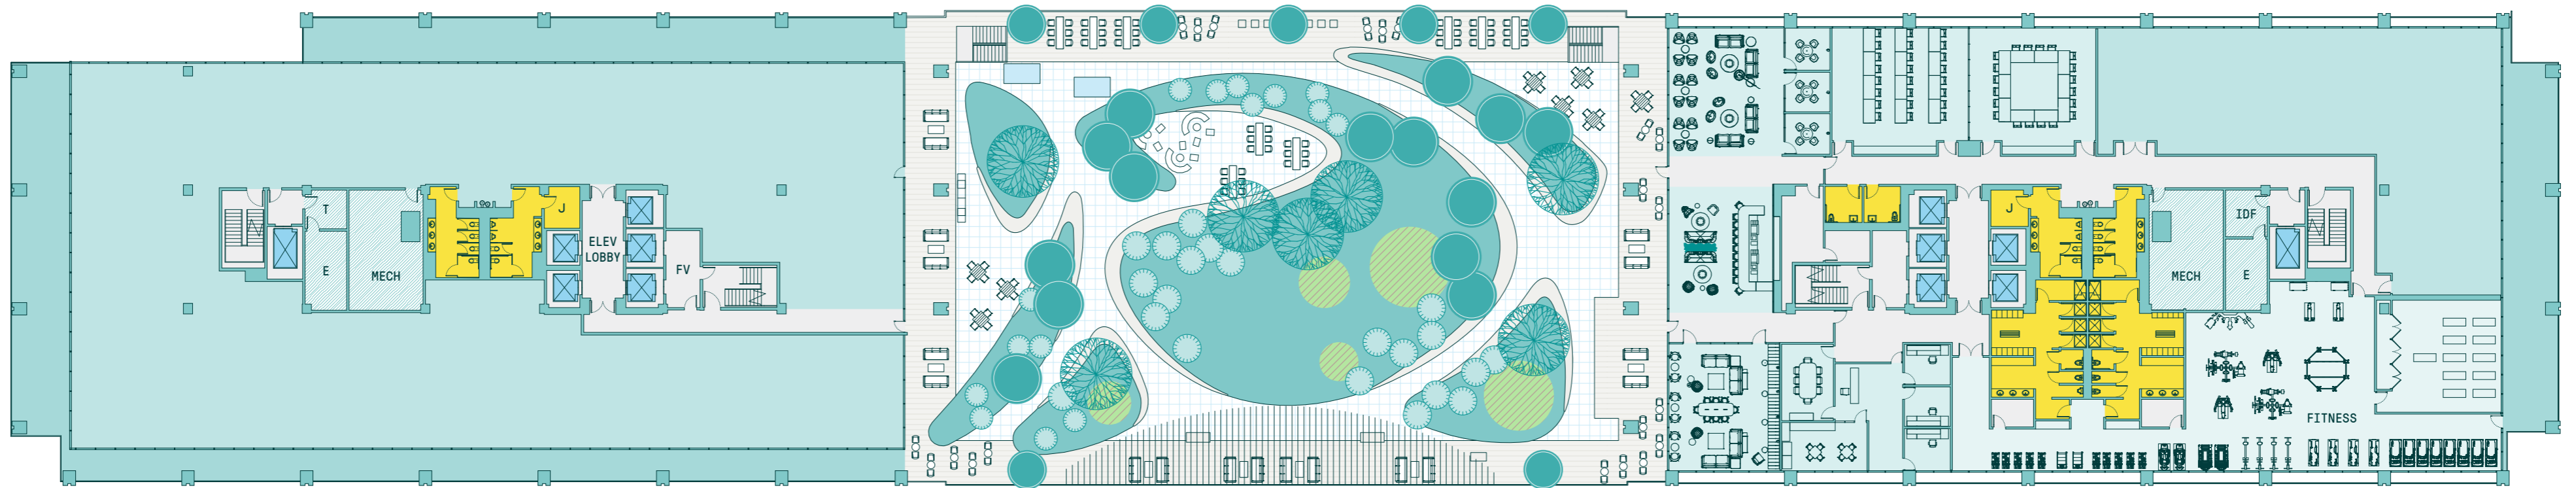 T
E
MECH
J
ELEV
LOBBY
FV
J
MECH
IDF
E
FITNESS